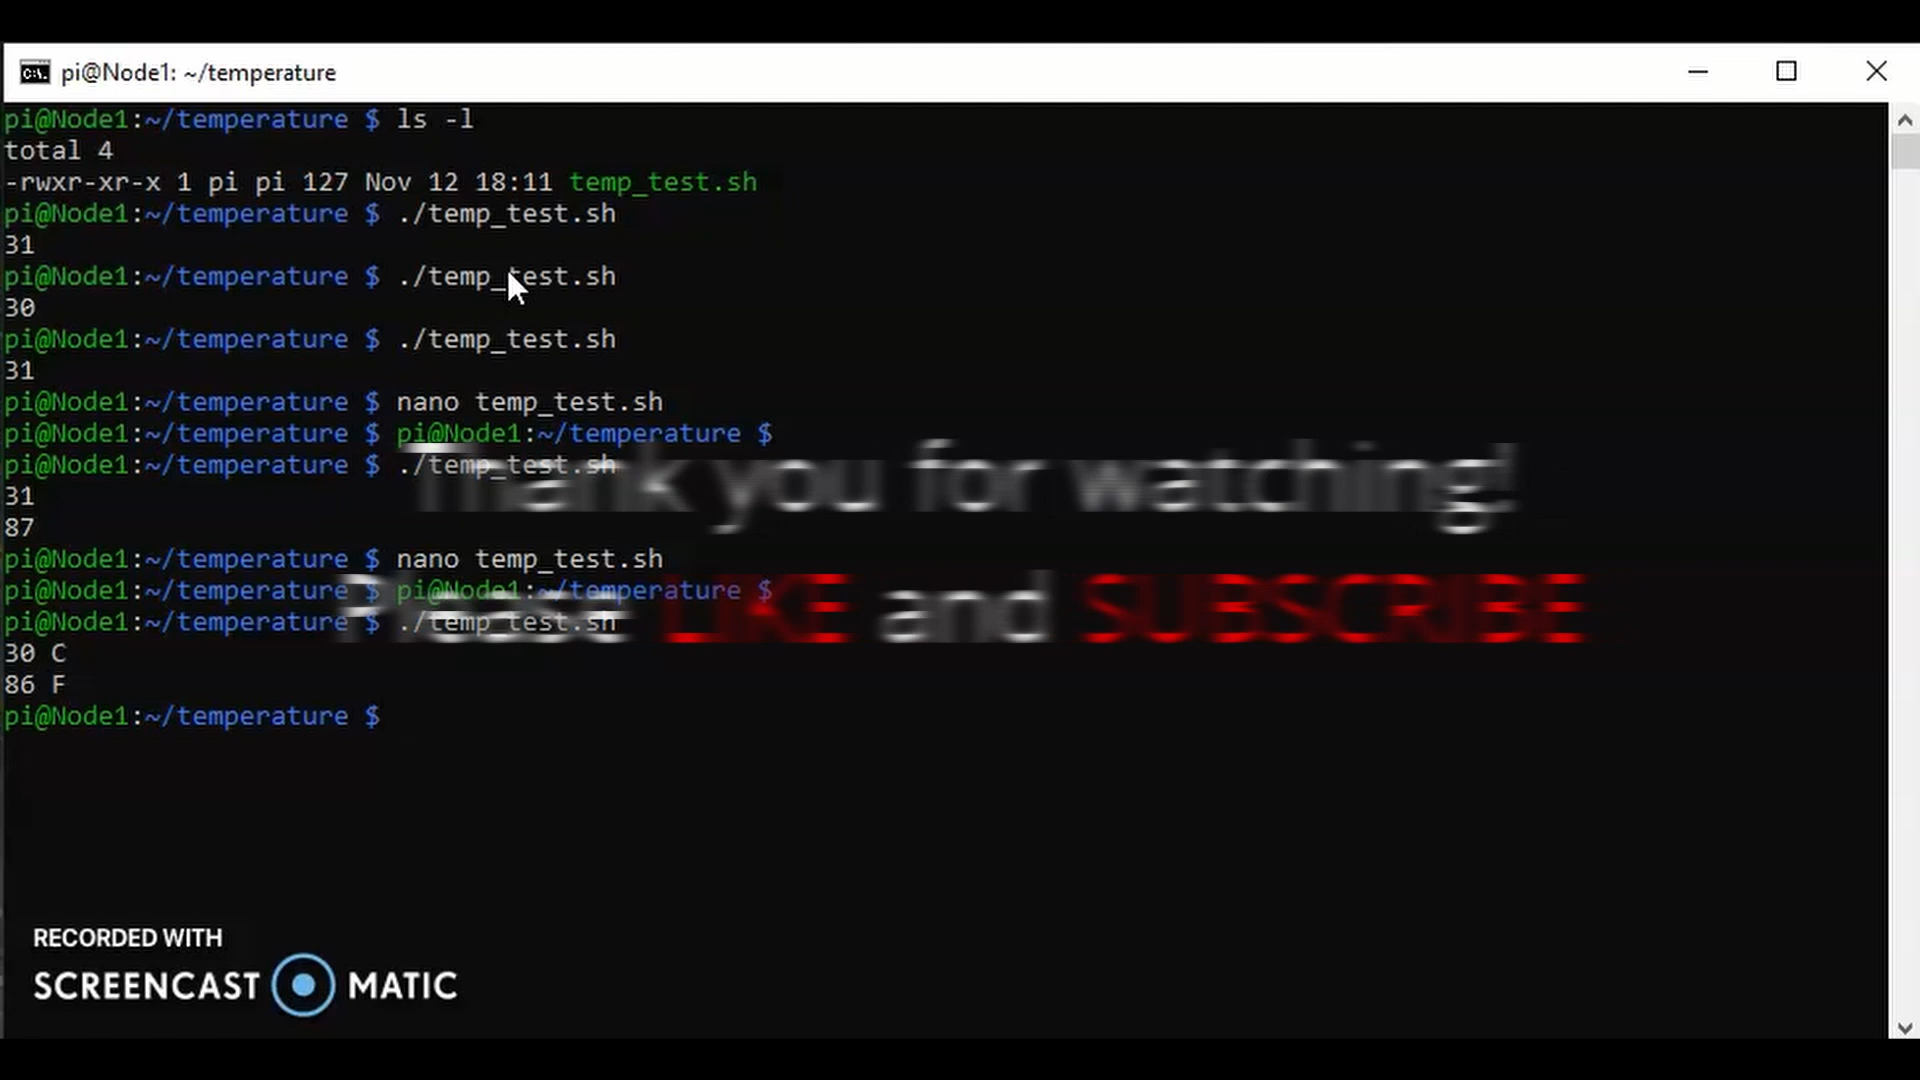 pi@Node1: ~/temperature
pi@Node1:~/temperature $ ls -l
total 4
-rwxr-xr-x 1 pi pi 127 Nov 12 18:11 temp_test.sh
pi@Node1:~/temperature $ ./temp_test.sh
31
pi@Node1:~/temperature $ ./temp_test.sh
30
pi@Node1:~/temperature $ ./temp_test.sh
31
pi@Node1:~/temperature $ nano temp_test.sh
pi@Node1:~/temperature $ pi@Node1:~/temperature $
pi@Node1:~/temperature $ ./temp_test.sh
Thank you for watching!
31
87
pi@Node1:~/temperature $ nano temp_test.sh
pi@Node1:~/temperature $ pi@Node1:~/temperature $
Please LIKE and SUBSCRIBE
pi@Node1:~/temperature $ ./temp_test.sh
30 C
86 F
pi@Node1:~/temperature $
RECORDED WITH
SCREENCAST MATIC